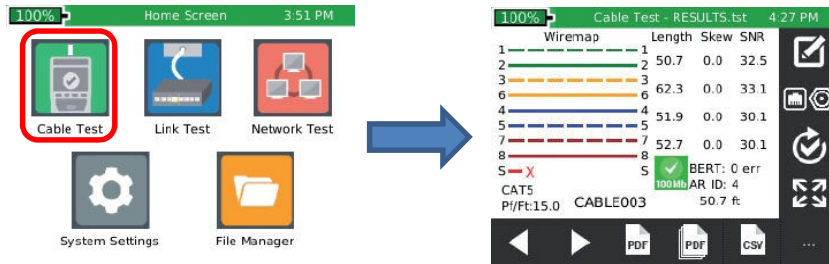 100% Home Screen 3:51 PM
Cable Test Link Test Network Test
System Settings File Manager
100% Cable Test - RESULTS.tst 4:27 PM
Wiremap Length Skew SNR
1 1
2 2 50.7 0.0 32.5
3 3
6 6 62.3 0.0 33.1
4 4
5 5 51.9 0.0 30.1
7 7
8 8 52.7 0.0 30.1
S X S BERT: 0 err
CAT5 100 Mb AR ID: 4
Pf/Ft:15.0 CABLE003 50.7 ft
PDF PDF CSV ...